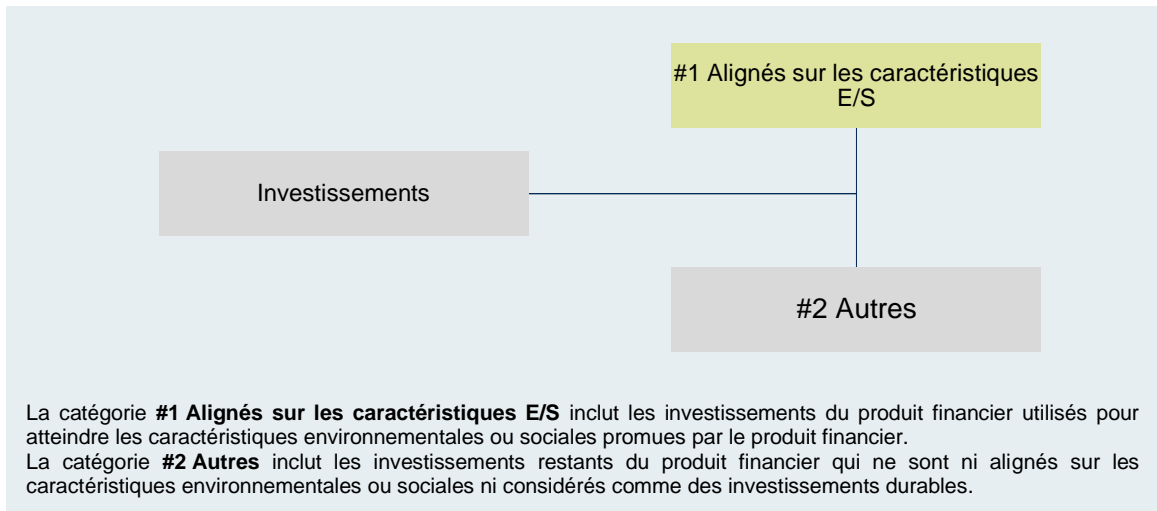 #1 Alignés sur les caractéristiques
E/S
Investissements
#2 Autres
La catégorie #1 Alignés sur les caractéristiques E/S inclut les investissements du produit financier utilisés pour
atteindre les caractéristiques environnementales ou sociales promues par le produit financier.
La catégorie #2 Autres inclut les investissements restants du produit financier qui ne sont ni alignés sur les
caractéristiques environnementales ou sociales ni considérés comme des investissements durables.